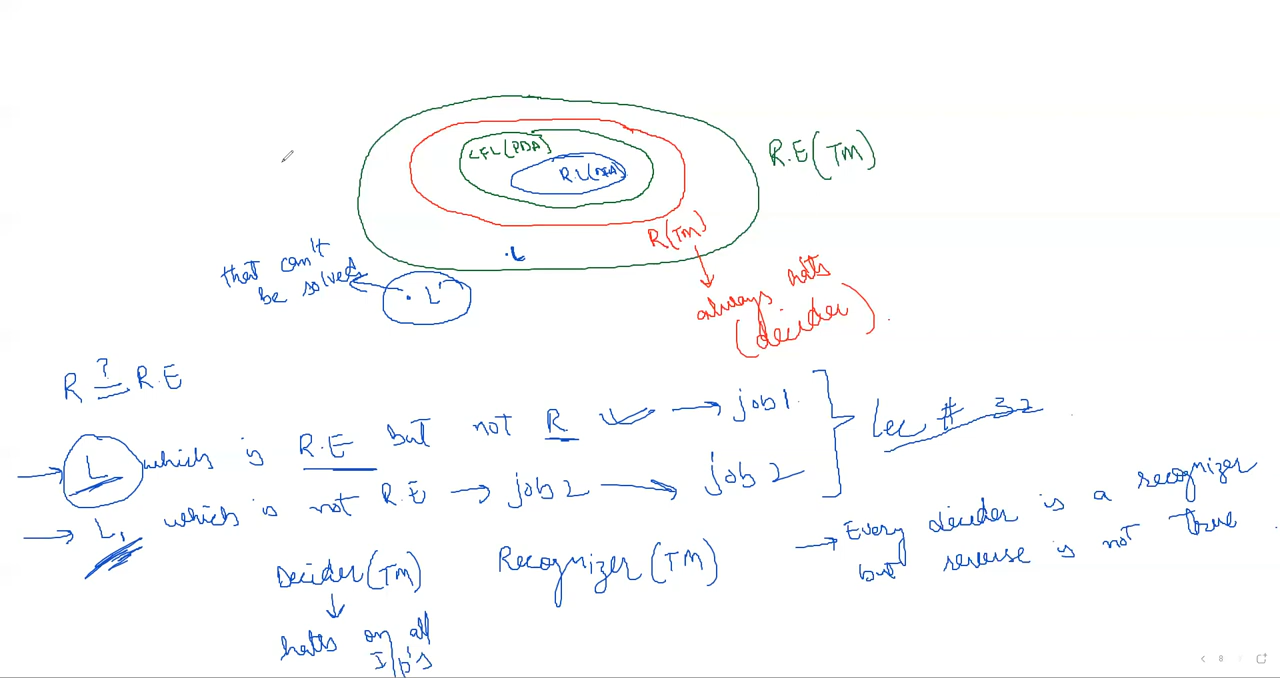 CFL (PDA)
R.L (DFA)
R.E (TM)
R (TM)
always halts
(decider)
. L
. L'
that can't
be solved
R ?= R.E
→ L which is R.E but not R → job 1
→ L₁ which is not R.E → job 2 → job 2
Lec # 32
Decider (TM)
halts on all
I/p's
Recognizer (TM)
→ Every decider is a recognizer
but reverse is not true
8